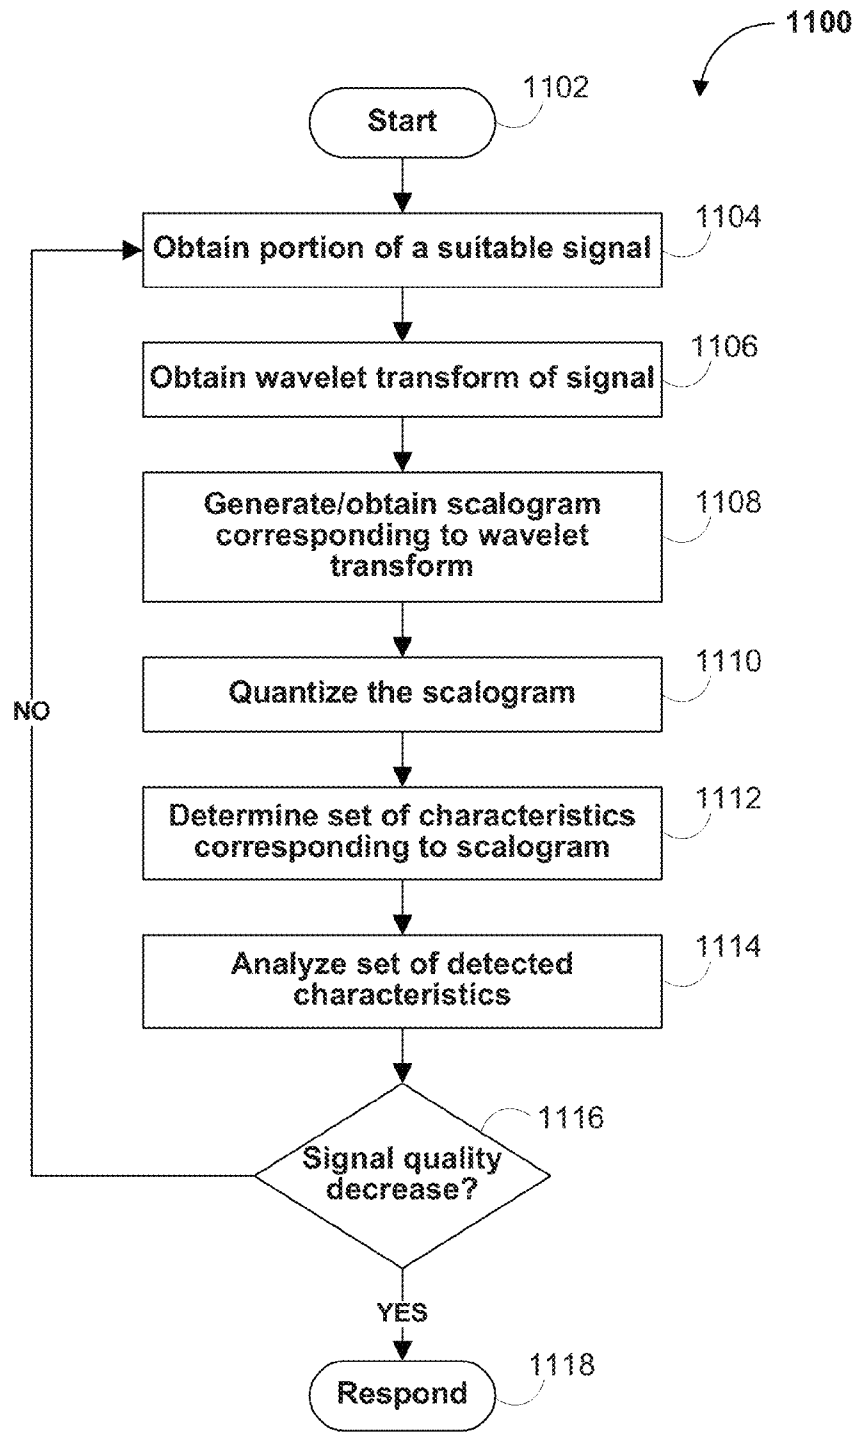 1100
Start
1102
Obtain portion of a suitable signal
1104
Obtain wavelet transform of signal
1106
Generate/obtain scalogram
corresponding to wavelet
transform
1108
Quantize the scalogram
1110
NO
Determine set of characteristics
corresponding to scalogram
1112
Analyze set of detected
characteristics
1114
Signal quality
decrease?
1116
YES
Respond
1118